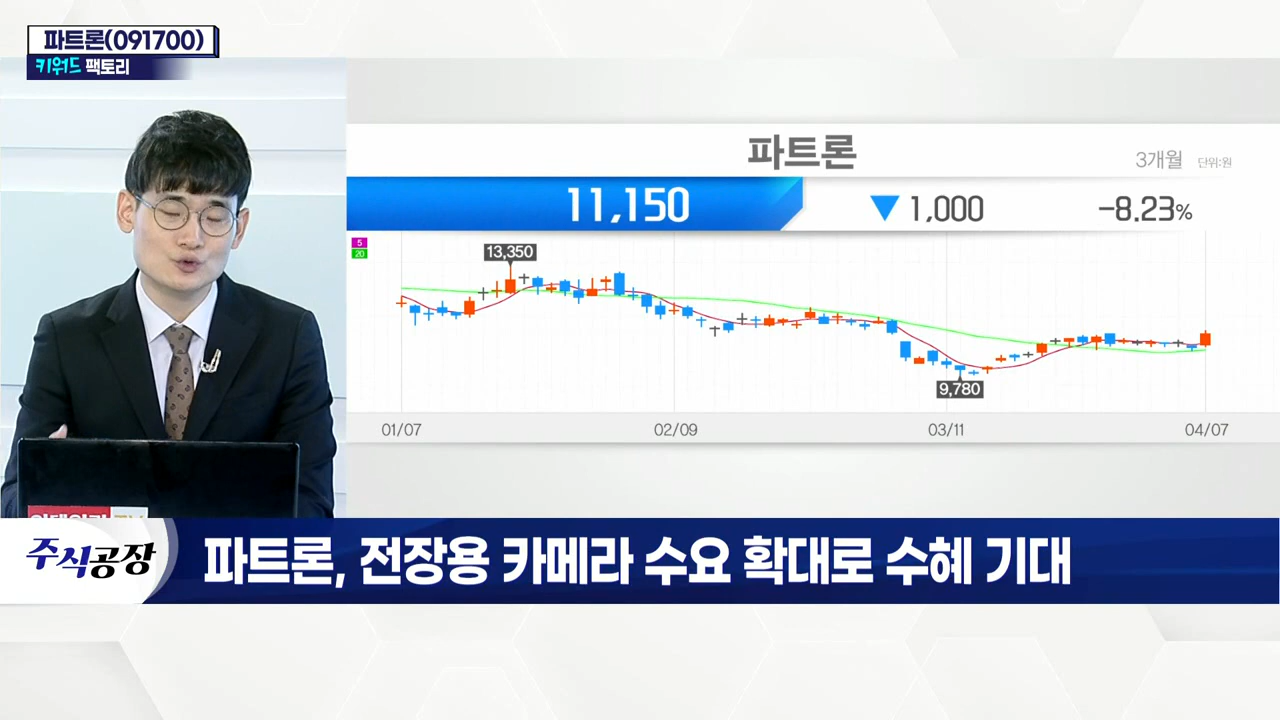 파트론(091700)
키워드 팩토리
파트론
3개월 단위:원
11,150 ▼ 1,000 -8.23%
5
20
13,350
9,780
01/07 02/09 03/11 04/07
주식공장
파트론, 전장용 카메라 수요 확대로 수혜 기대